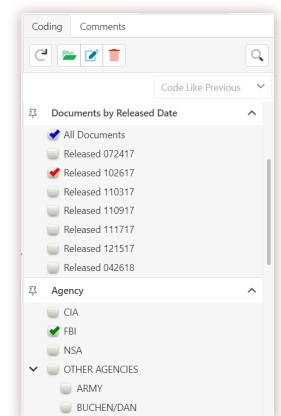 Coding Comments
Code Like Previous
Documents by Released Date
All Documents
Released 072417
Released 102617
Released 110317
Released 110917
Released 111717
Released 121517
Released 042618
Agency
CIA
FBI
NSA
OTHER AGENCIES
ARMY
BUCHEN/DAN